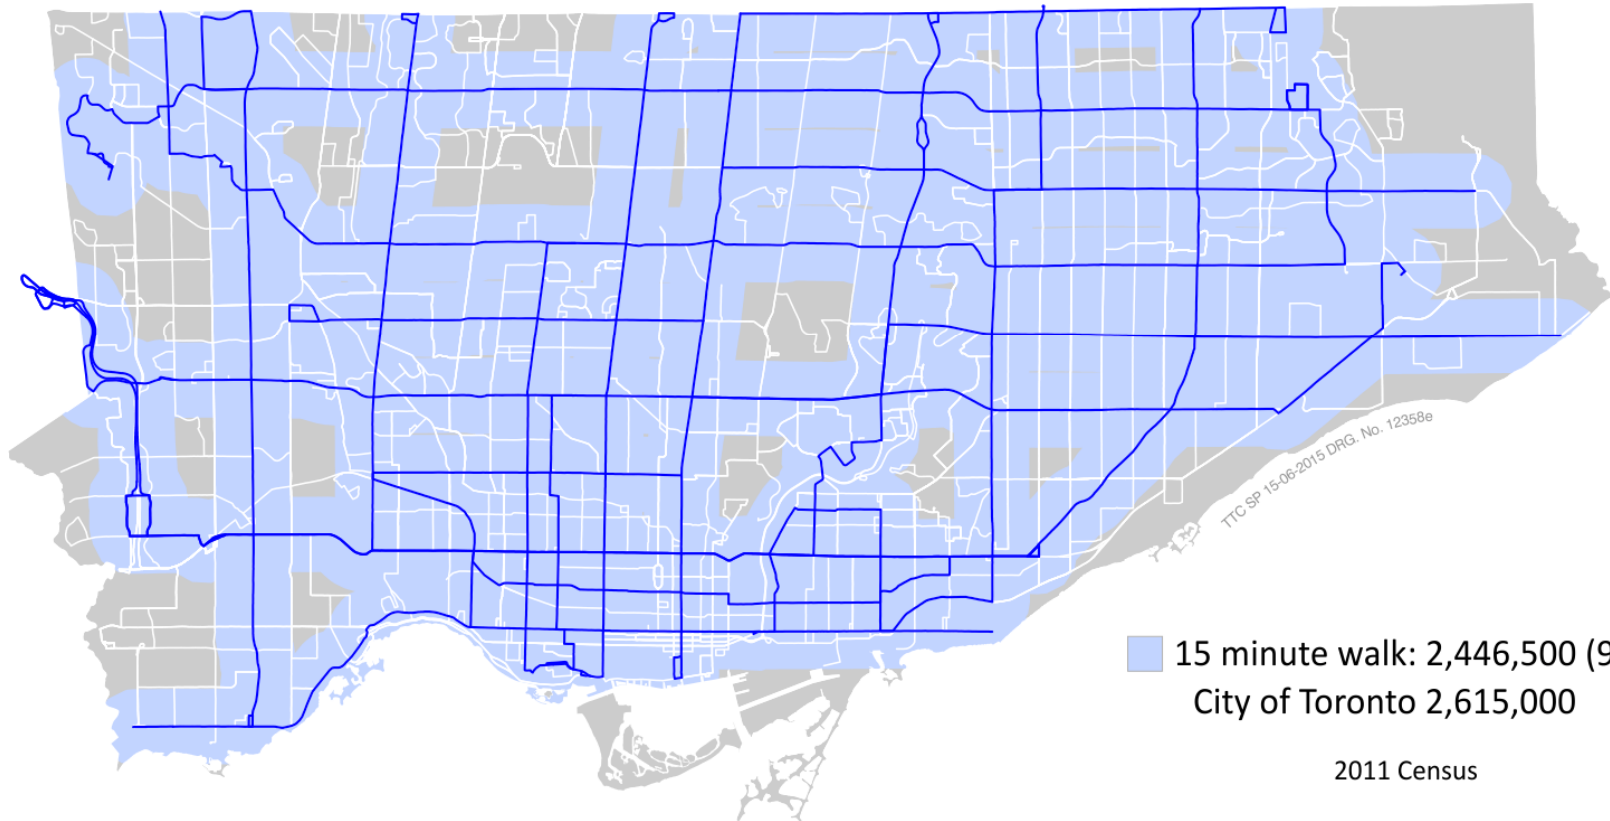 TTC SP 15-06-2015 DRG. No. 12358e
15 minute walk: 2,446,500 (9
City of Toronto 2,615,000
2011 Census